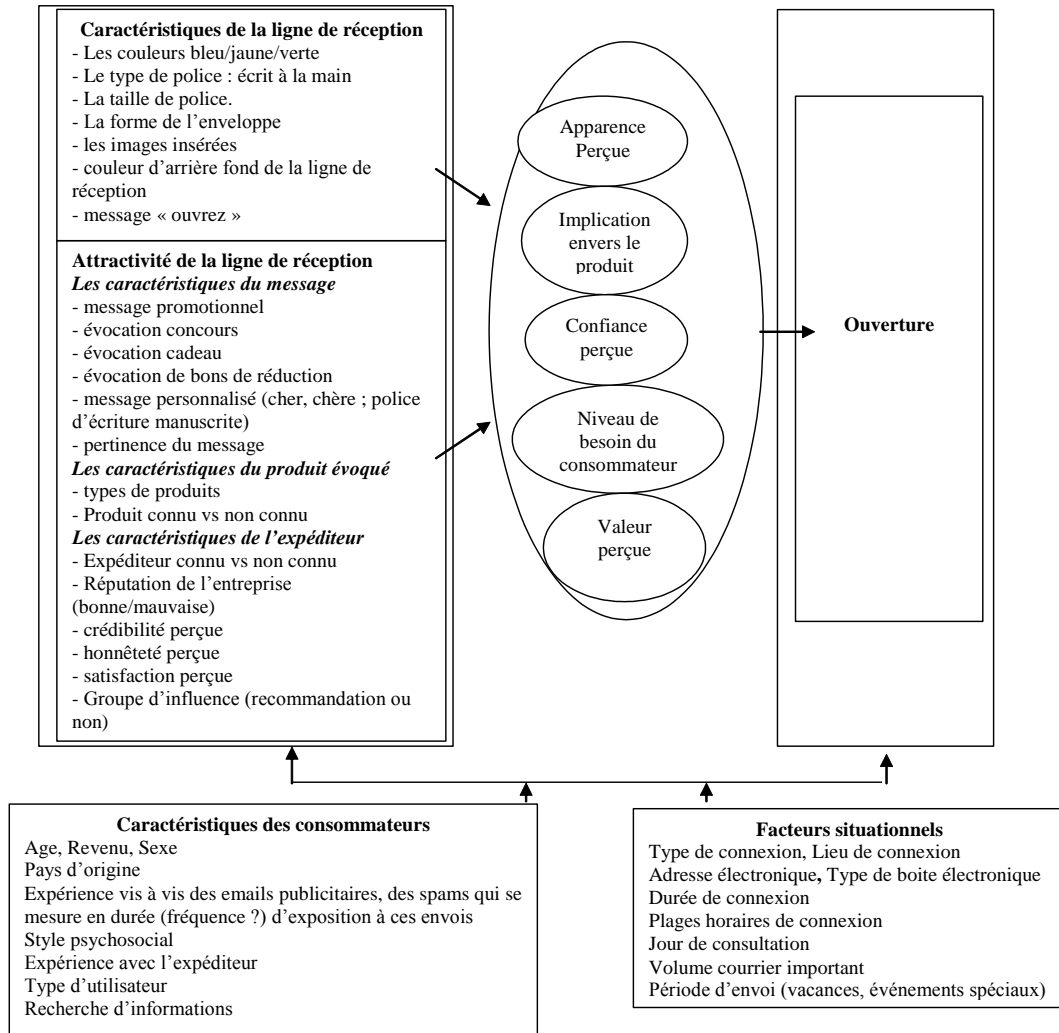 Caractéristiques de la ligne de réception
- Les couleurs bleu/jaune/verte
- Le type de police : écrit à la main
- La taille de police.
- La forme de l'enveloppe
- les images insérées
- couleur d'arrière fond de la ligne de
réception
- message « ouvrez »
Attractivité de la ligne de réception
Les caractéristiques du message
- message promotionnel
- évocation concours
- évocation cadeau
- évocation de bons de réduction
- message personnalisé (cher, chère ; police
d'écriture manuscrite)
- pertinence du message
Les caractéristiques du produit évoqué
- types de produits
- Produit connu vs non connu
Les caractéristiques de l'expéditeur
- Expéditeur connu vs non connu
- Réputation de l'entreprise
(bonne/mauvaise)
- crédibilité perçue
- honnêteté perçue
- satisfaction perçue
- Groupe d'influence (recommandation ou
non)
Apparence
Perçue
Implication
envers le
produit
Confiance
perçue
Niveau de
besoin du
consommateur
Valeur
perçue
Ouverture
Caractéristiques des consommateurs
Age, Revenu, Sexe
Pays d'origine
Expérience vis à vis des emails publicitaires, des spams qui se
mesure en durée (fréquence ?) d'exposition à ces envois
Style psychosocial
Expérience avec l'expéditeur
Type d'utilisateur
Recherche d'informations
Facteurs situationnels
Type de connexion, Lieu de connexion
Adresse électronique, Type de boite électronique
Durée de connexion
Plages horaires de connexion
Jour de consultation
Volume courrier important
Période d'envoi (vacances, événements spéciaux)